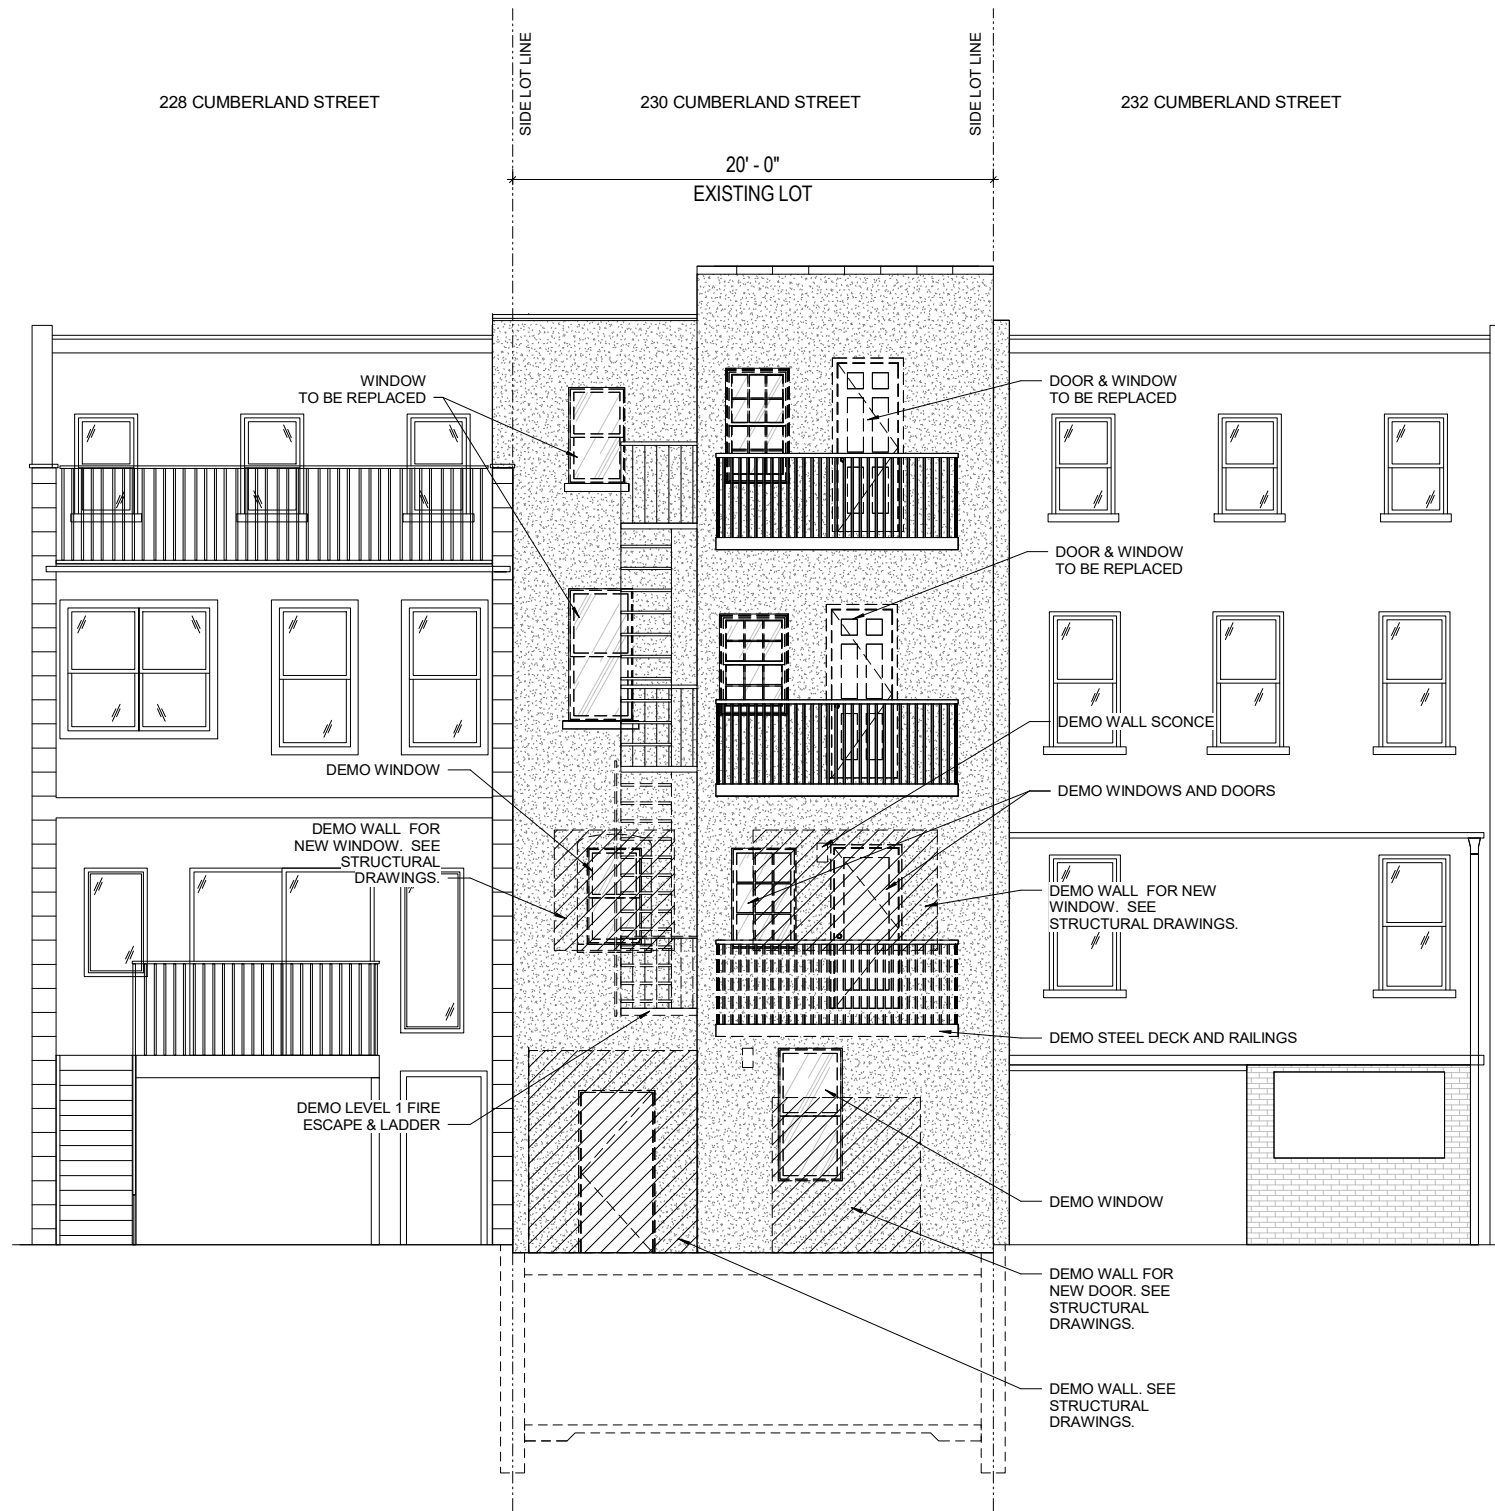 SIDE LOT LINE
SIDE LOT LINE
228 CUMBERLAND STREET
230 CUMBERLAND STREET
232 CUMBERLAND STREET
20' - 0"
EXISTING LOT
WINDOW
TO BE REPLACED
DOOR & WINDOW
TO BE REPLACED
DOOR & WINDOW
TO BE REPLACED
DEMO WALL SCONCE
DEMO WINDOW
DEMO WINDOWS AND DOORS
DEMO WALL FOR
NEW WINDOW. SEE
STRUCTURAL
DRAWINGS.
DEMO WALL FOR NEW
WINDOW. SEE
STRUCTURAL DRAWINGS.
DEMO STEEL DECK AND RAILINGS
DEMO LEVEL 1 FIRE
ESCAPE & LADDER
DEMO WINDOW
DEMO WALL FOR
NEW DOOR. SEE
STRUCTURAL
DRAWINGS.
DEMO WALL. SEE
STRUCTURAL
DRAWINGS.